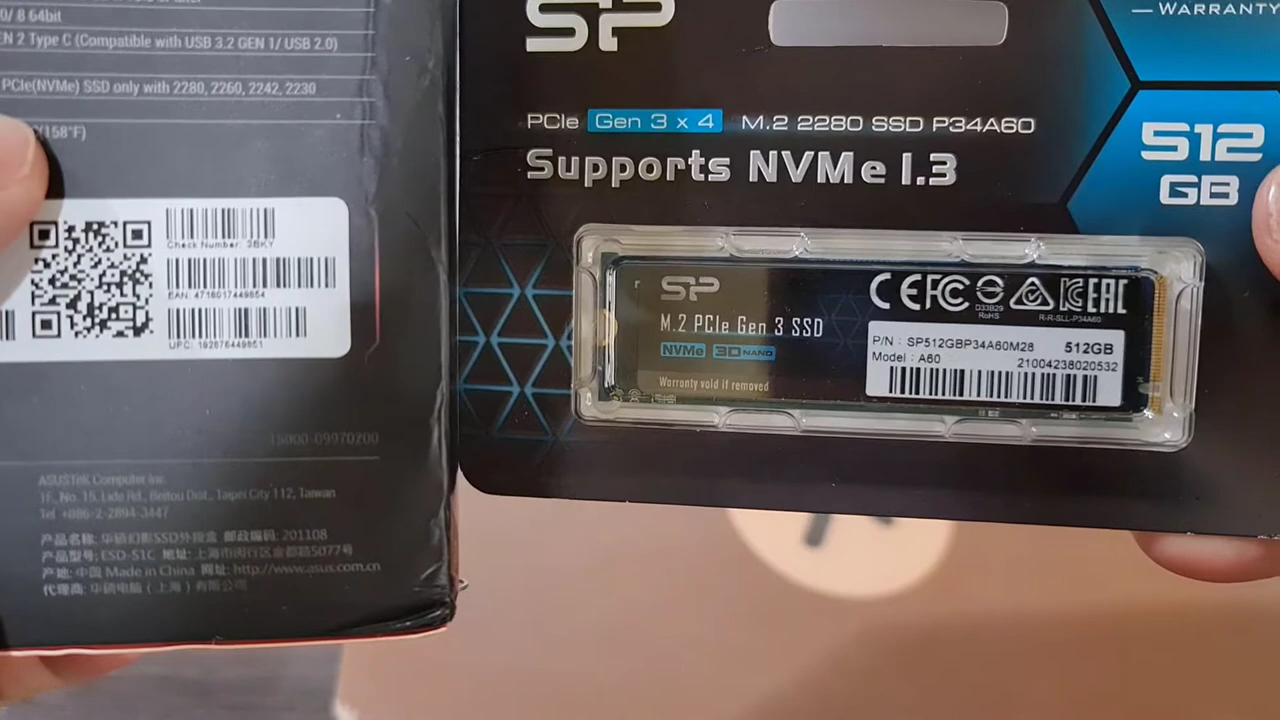 0/ 8 64bit
EN 2 Type C (Compatible with USB 3.2 GEN 1/ USB 2.0)
PCIe(NVMe) SSD only with 2280, 2260, 2242, 2230
(158°F)
Check Number: 3BKY
EAN: 4718017449854
UPC: 192876449851
15000-09970200
ASUSTeK Computer Inc.
1F., No. 15, Lide Rd., Beitou Dist., Taipei City 112, Taiwan
Tel +886-2-2894-3447
产品名称: 华硕幻影SSD外接盒 邮政编码: 201108
产品型号: ESD-S1C 地址: 上海市闵行区金都路5077号
产地: 中国 Made in China 网址: http://www.asus.com.cn
代理商: 华硕电脑（上海）有限公司
SP
— WARRANTY
PCIe Gen 3 x 4 M.2 2280 SSD P34A60
Supports NVMe 1.3
512
GB
SP
M.2 PCIe Gen 3 SSD
NVMe 3D NAND
Warranty void if removed
CE FC EAC
D33B29
RoHS
R-R-SLL-P34A60
P/N : SP512GBP34A60M28 512GB
Model : A60 21004238020532